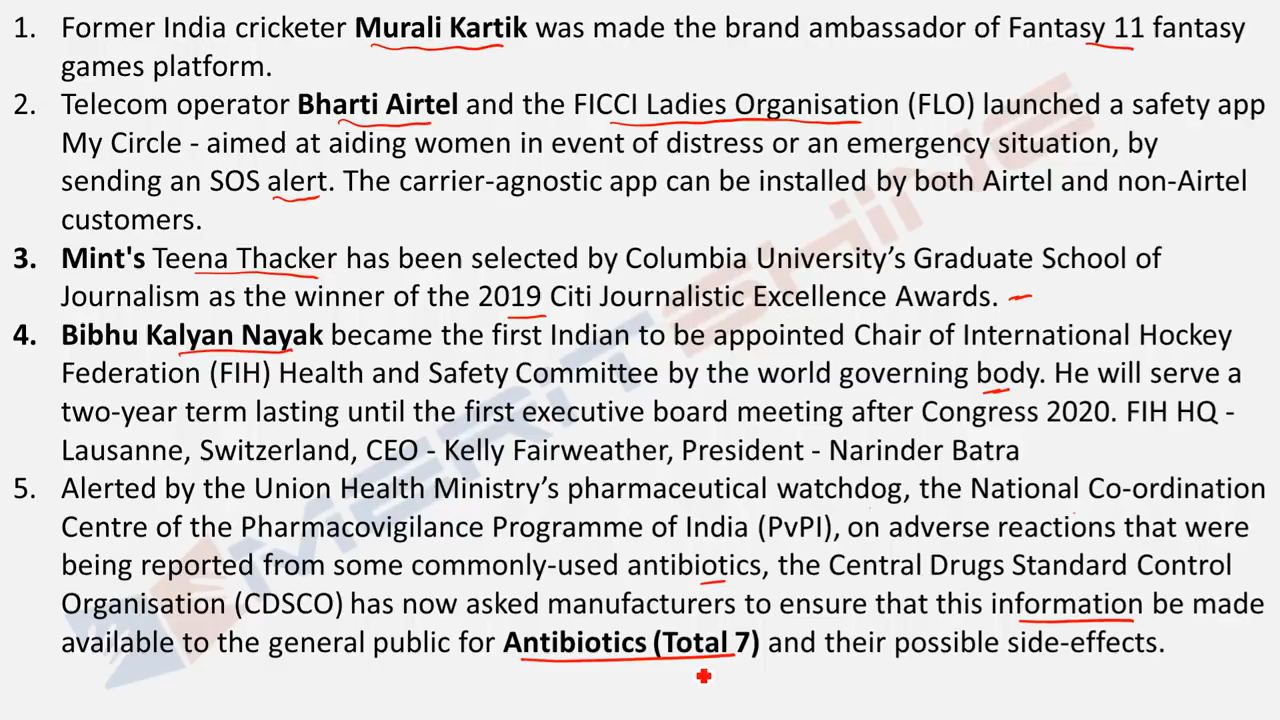 1. Former India cricketer Murali Kartik was made the brand ambassador of Fantasy 11 fantasy
games platform.
2. Telecom operator Bharti Airtel and the FICCI Ladies Organisation (FLO) launched a safety app
My Circle - aimed at aiding women in event of distress or an emergency situation, by
sending an SOS alert. The carrier-agnostic app can be installed by both Airtel and non-Airtel
customers.
3. Mint's Teena Thacker has been selected by Columbia University’s Graduate School of
Journalism as the winner of the 2019 Citi Journalistic Excellence Awards.
4. Bibhu Kalyan Nayak became the first Indian to be appointed Chair of International Hockey
Federation (FIH) Health and Safety Committee by the world governing body. He will serve a
two-year term lasting until the first executive board meeting after Congress 2020. FIH HQ -
Lausanne, Switzerland, CEO - Kelly Fairweather, President - Narinder Batra
5. Alerted by the Union Health Ministry’s pharmaceutical watchdog, the National Co-ordination
Centre of the Pharmacovigilance Programme of India (PvPI), on adverse reactions that were
being reported from some commonly-used antibiotics, the Central Drugs Standard Control
Organisation (CDSCO) has now asked manufacturers to ensure that this information be made
available to the general public for Antibiotics (Total 7) and their possible side-effects.
MERITSHINE